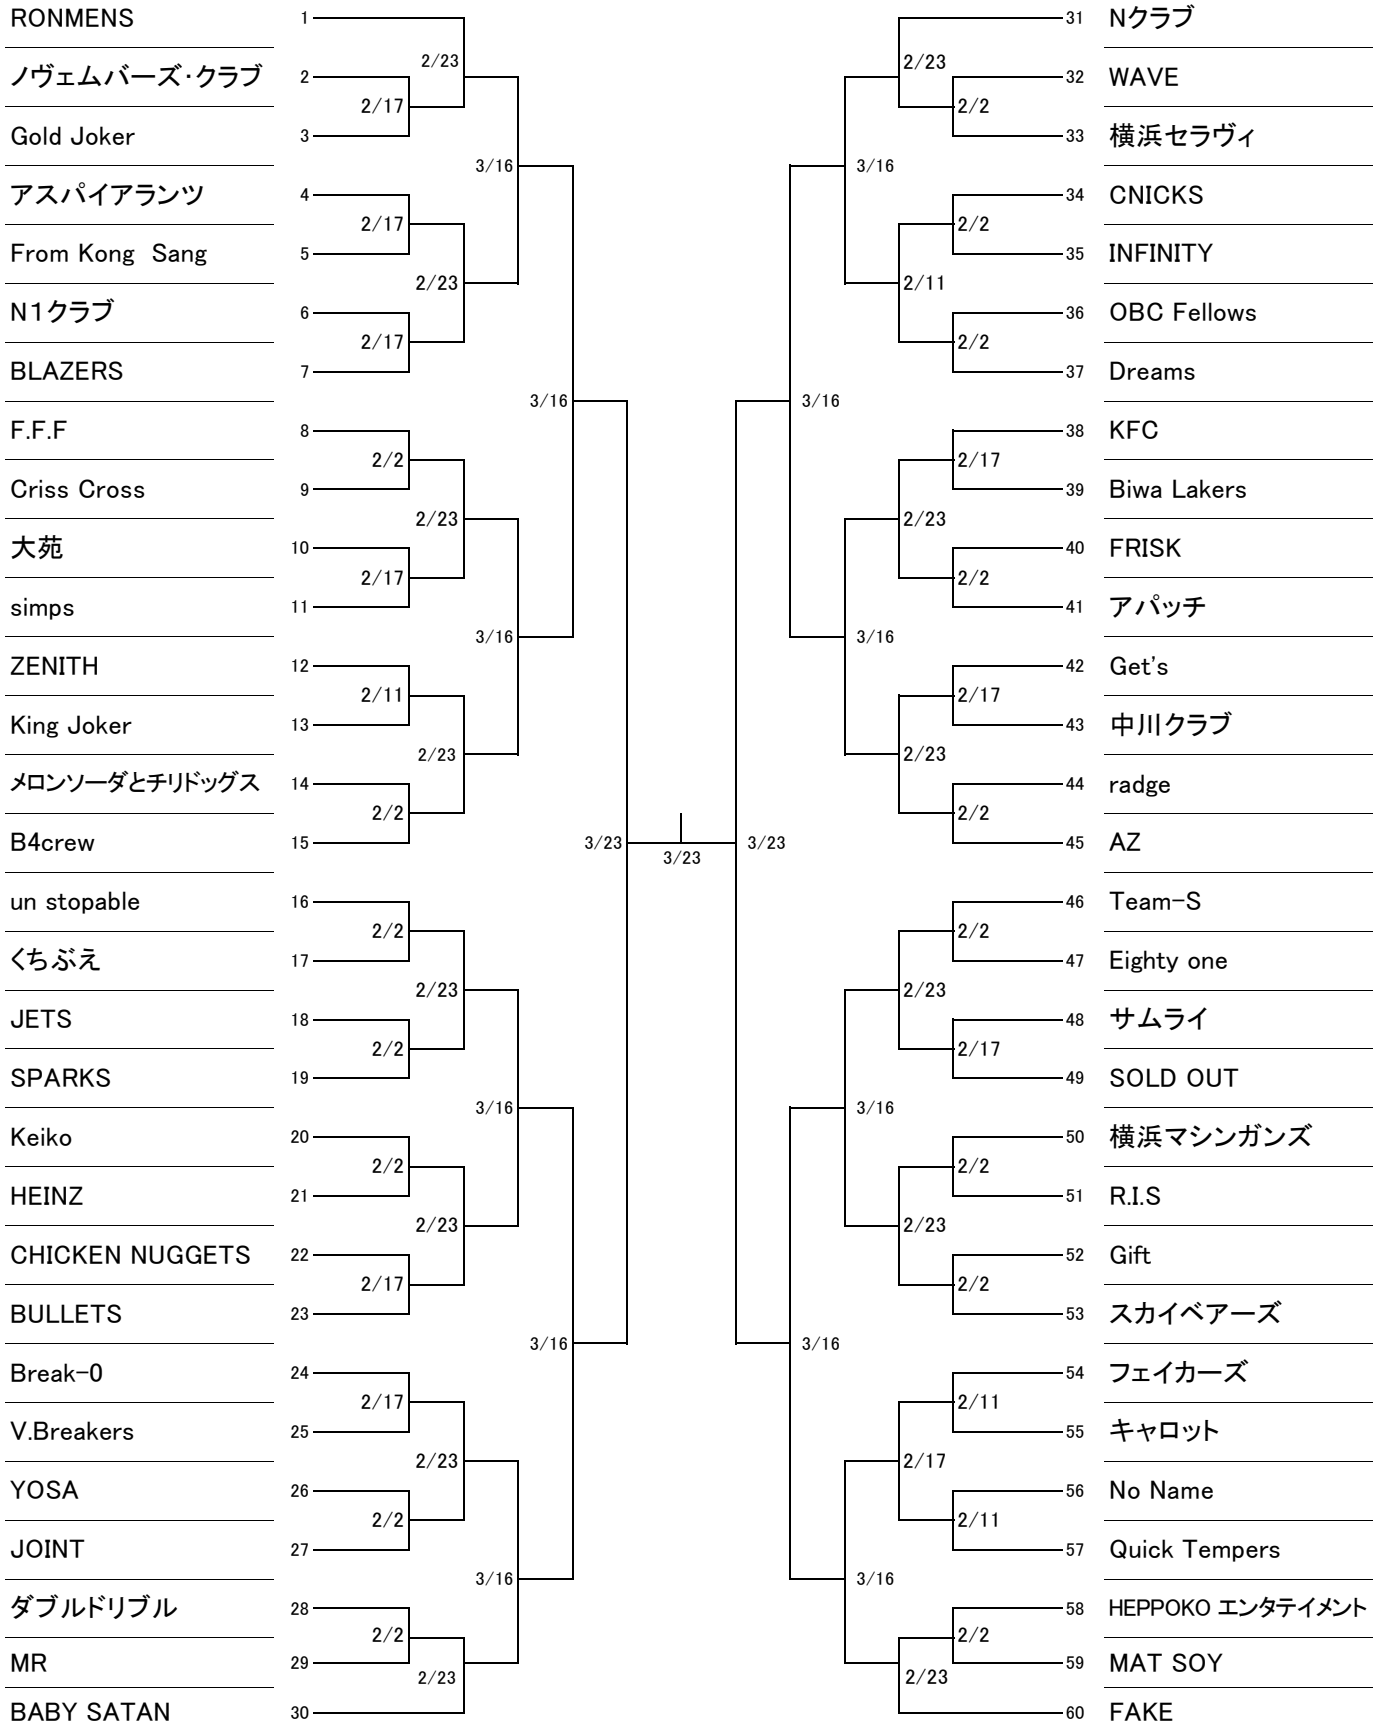 RONMENS 1
2/23
ノヴェムバーズ・クラブ 2
2/17
Gold Joker 3
3/16
アスパイアランツ 4
2/17
From Kong Sang 5
2/23
N1クラブ 6
2/17
BLAZERS 7
3/16
F.F.F 8
2/2
Criss Cross 9
2/23
大苑 10
2/17
simps 11
3/16
ZENITH 12
2/11
King Joker 13
2/23
メロンソーダとチリドッグス 14
2/2
B4crew 15
3/23
un stopable 16
2/2
くちぶえ 17
2/23
JETS 18
2/2
SPARKS 19
3/16
Keiko 20
2/2
HEINZ 21
2/23
CHICKEN NUGGETS 22
2/17
BULLETS 23
3/16
Break-0 24
2/17
V.Breakers 25
2/23
YOSA 26
2/2
JOINT 27
3/16
ダブルドリブル 28
2/2
MR 29
2/23
BABY SATAN 30
3/23
31 Nクラブ
2/23
32 WAVE
2/2
33 横浜セラヴィ
3/16
34 CNICKS
2/2
35 INFINITY
2/11
36 OBC Fellows
2/2
37 Dreams
3/16
38 KFC
2/17
39 Biwa Lakers
2/23
40 FRISK
2/2
41 アパッチ
3/16
42 Get's
2/17
43 中川クラブ
2/23
44 radge
2/2
45 AZ
3/23
46 Team-S
2/2
47 Eighty one
2/23
48 サムライ
2/17
49 SOLD OUT
3/16
50 横浜マシンガンズ
2/2
51 R.I.S
2/23
52 Gift
2/2
53 スカイベアーズ
3/16
54 フェイカーズ
2/11
55 キャロット
2/17
56 No Name
2/11
57 Quick Tempers
3/16
58 HEPPOKO エンタテイメント
2/2
59 MAT SOY
2/23
60 FAKE